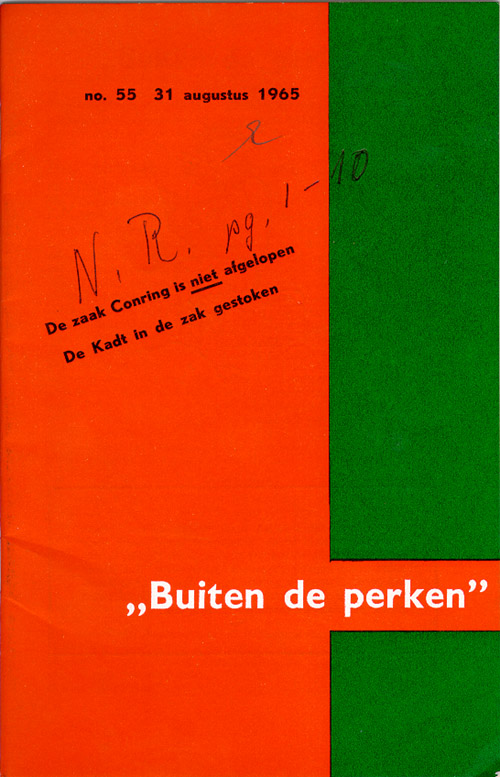 no. 55 31 augustus 1965
N. R. pg. 1-10
De zaak Conring is niet afgelopen
De Kadt in de zak gestoken
„Buiten de perken”